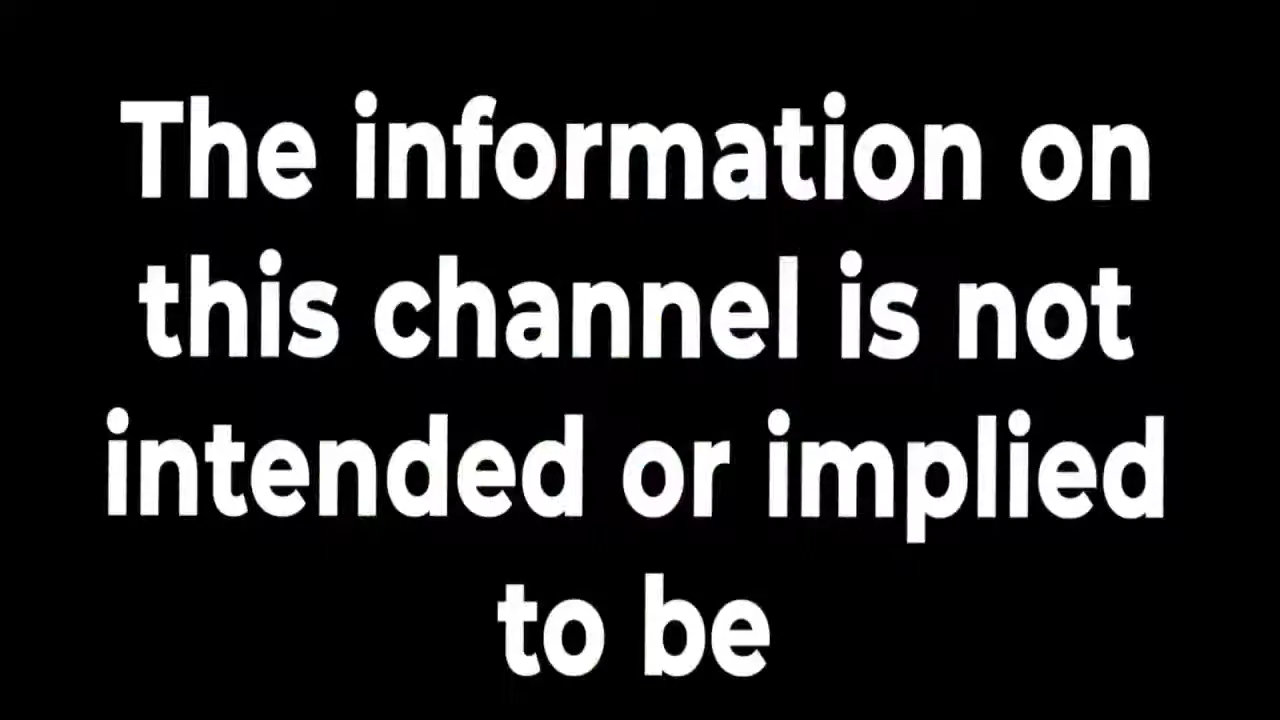 The information on
this channel is not
intended or implied
to be